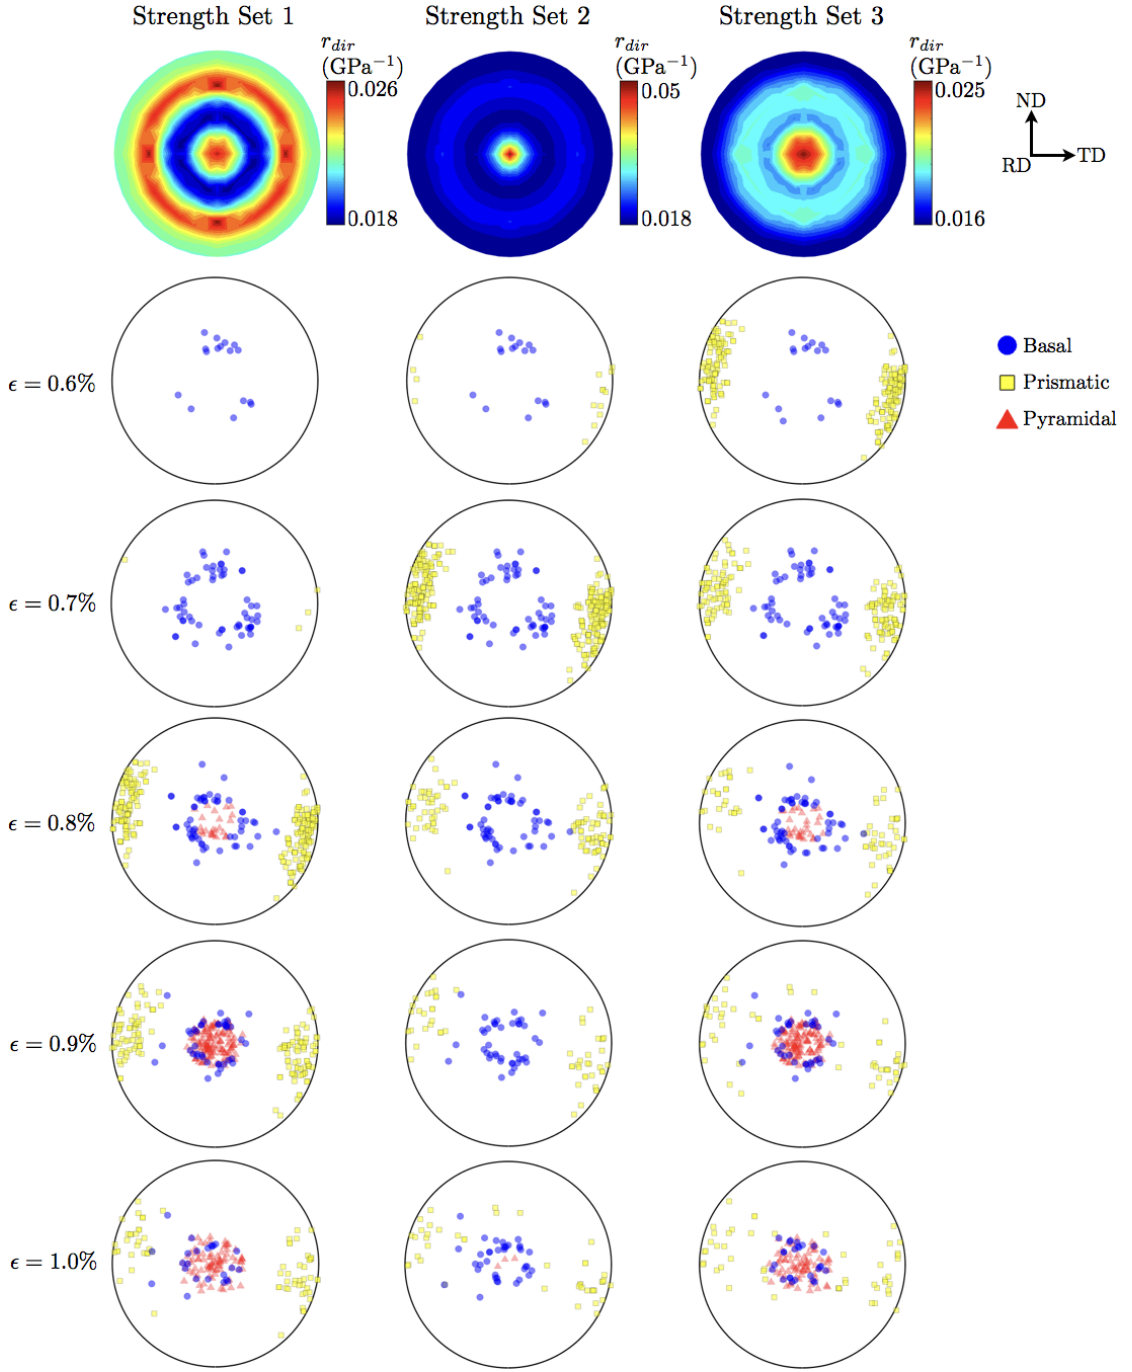 Strength Set 1 Strength Set 2 Strength Set 3
r_dir (GPa⁻¹) 0.026 0.018
r_dir (GPa⁻¹) 0.05 0.018
r_dir (GPa⁻¹) 0.025 0.016
ND
RD TD
ϵ = 0.6%
Basal
Prismatic
Pyramidal
ϵ = 0.7%
ϵ = 0.8%
ϵ = 0.9%
ϵ = 1.0%